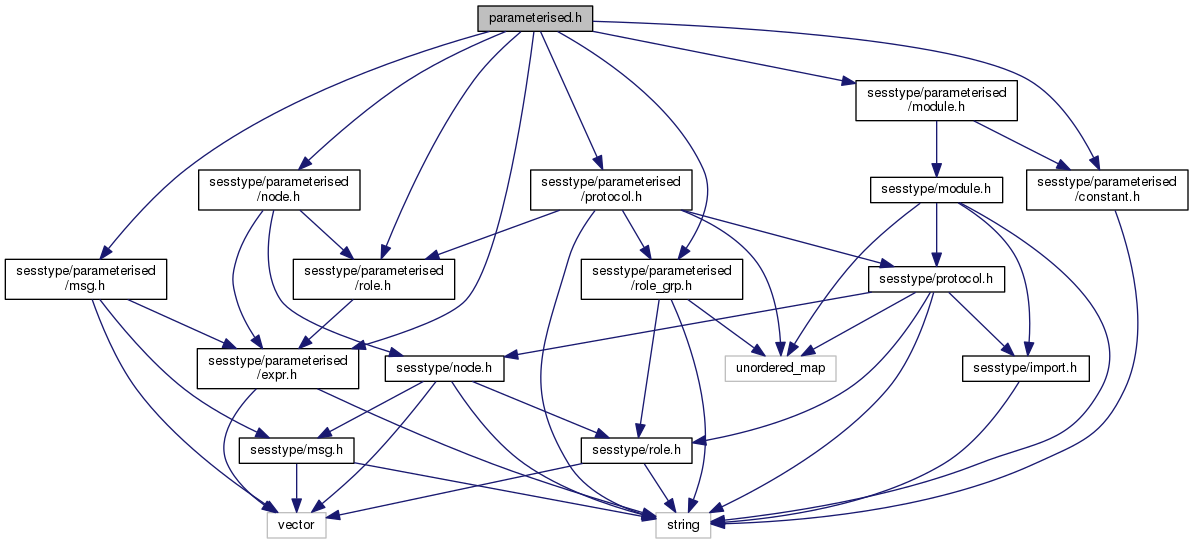 parameterised.h
sesstype/parameterised
/module.h
sesstype/parameterised
/node.h
sesstype/parameterised
/protocol.h
sesstype/module.h
sesstype/parameterised
/constant.h
sesstype/parameterised
/msg.h
sesstype/parameterised
/role.h
sesstype/parameterised
/role_grp.h
sesstype/protocol.h
sesstype/parameterised
/expr.h
sesstype/node.h
unordered_map
sesstype/import.h
sesstype/msg.h
sesstype/role.h
vector
string